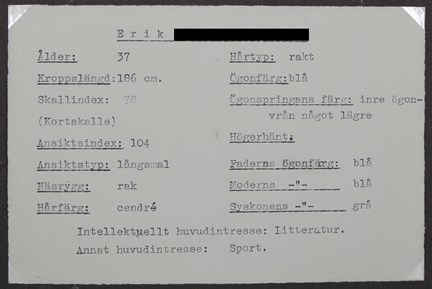 Erik
Ålder: 37 Hårtyp: rakt
Kroppslängd: 186 cm. Ögonfärg: blå
Skallindex: 78 Ögonspringans färg: inre ögon-
(Kortskalle) vrån något lägre
Ansiktsindex: 104 Högerhänt:
Ansiktstyp: långsmal Faderns ögonfärg: blå
Näsrygg: rak Moderns -"- blå
Hårfärg: cendré Syskonens -"- grå
Intellektuellt huvudintresse: Litteratur.
Annat huvudintresse: Sport.